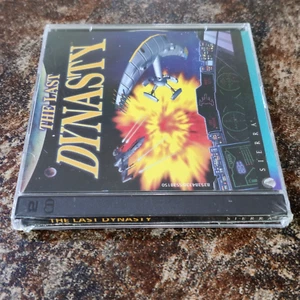 THE LAST
DYNASTY
SIERRA
THE LAST DYNASTY
SIERRA